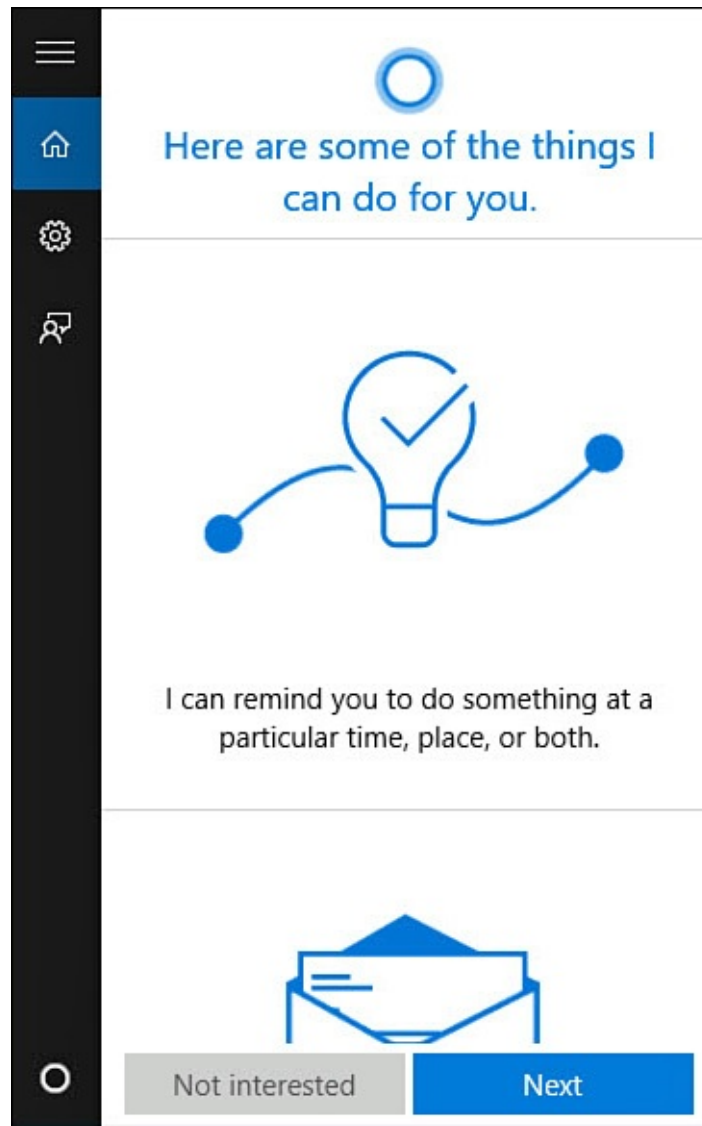 Here are some of the things I
can do for you.
I can remind you to do something at a
particular time, place, or both.
Not interested
Next